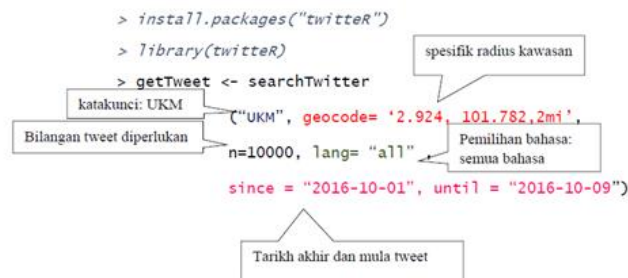 > install.packages("twitteR")
> library(twitteR)
spesifik radius kawasan
> getTweet <- searchTwitter
katakunci: UKM
("UKM", geocode= ‘2.924, 101.782,2mi’,
Bilangan tweet diperlukan
n=10000, lang= “all” ,
Pemilihan bahasa:
semua bahasa
since = "2016-10-01", until = "2016-10-09")
Tarikh akhir dan mula tweet